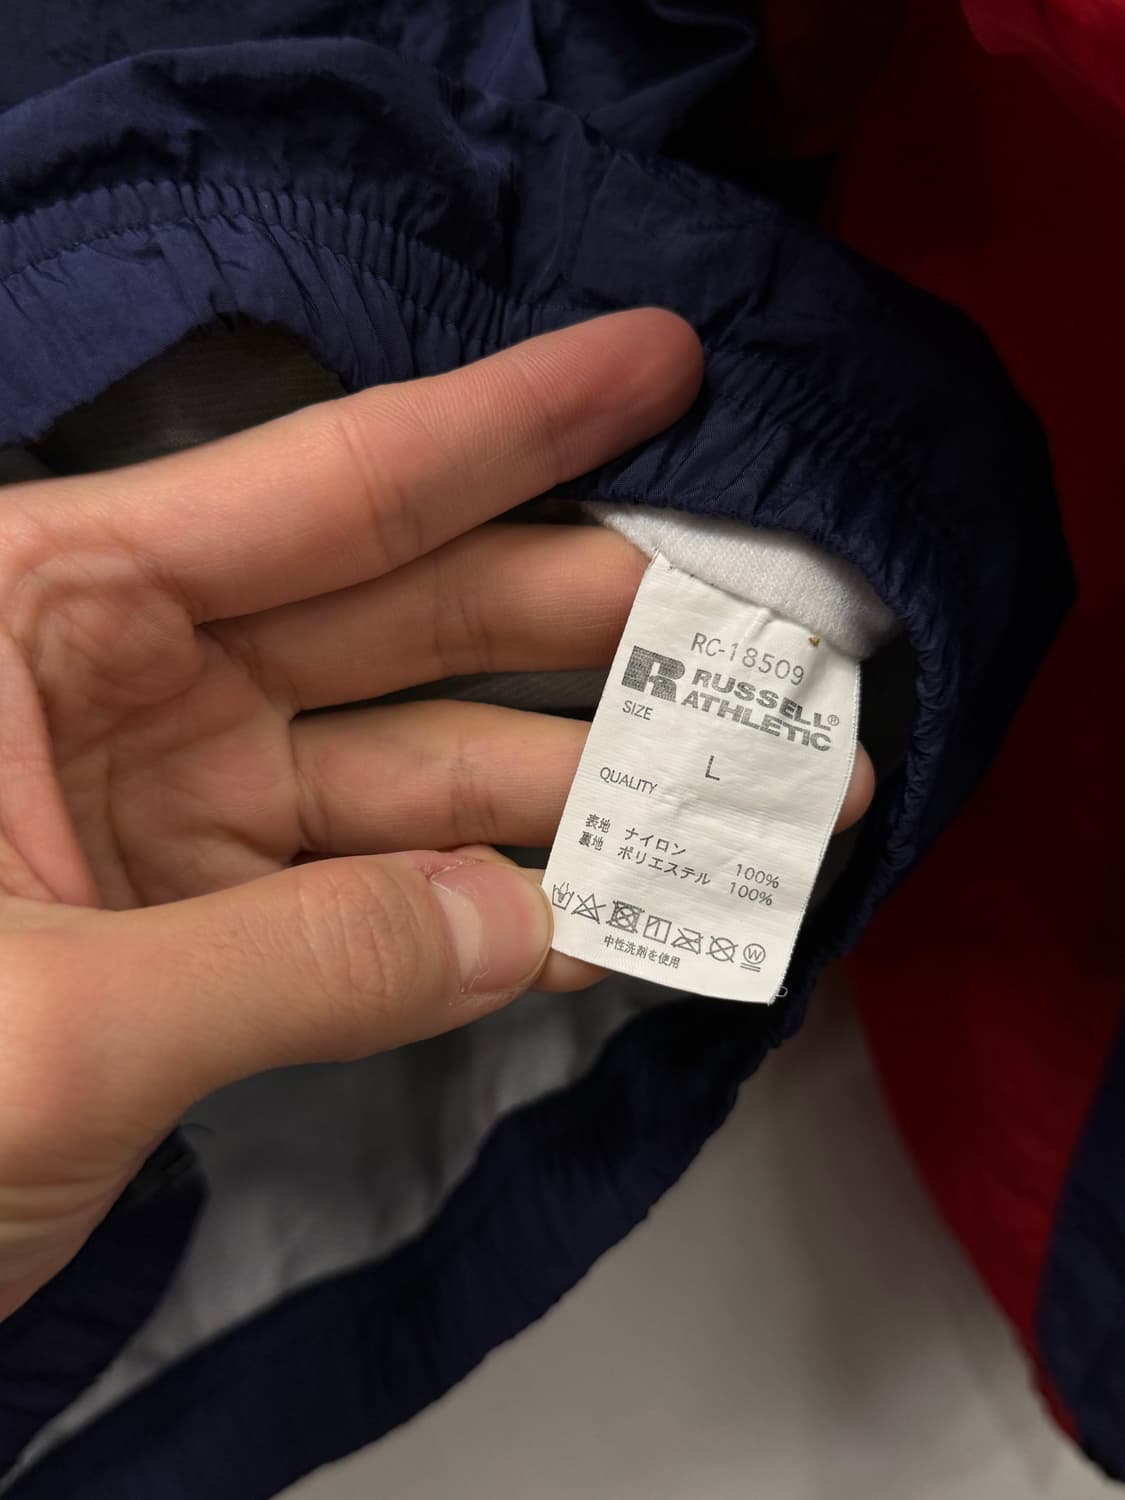 RC-18509
R RUSSELL®
ATHLETIC
SIZE
L
QUALITY
表地 ナイロン 100%
裏地 ポリエステル 100%
W
中性洗剤を使用